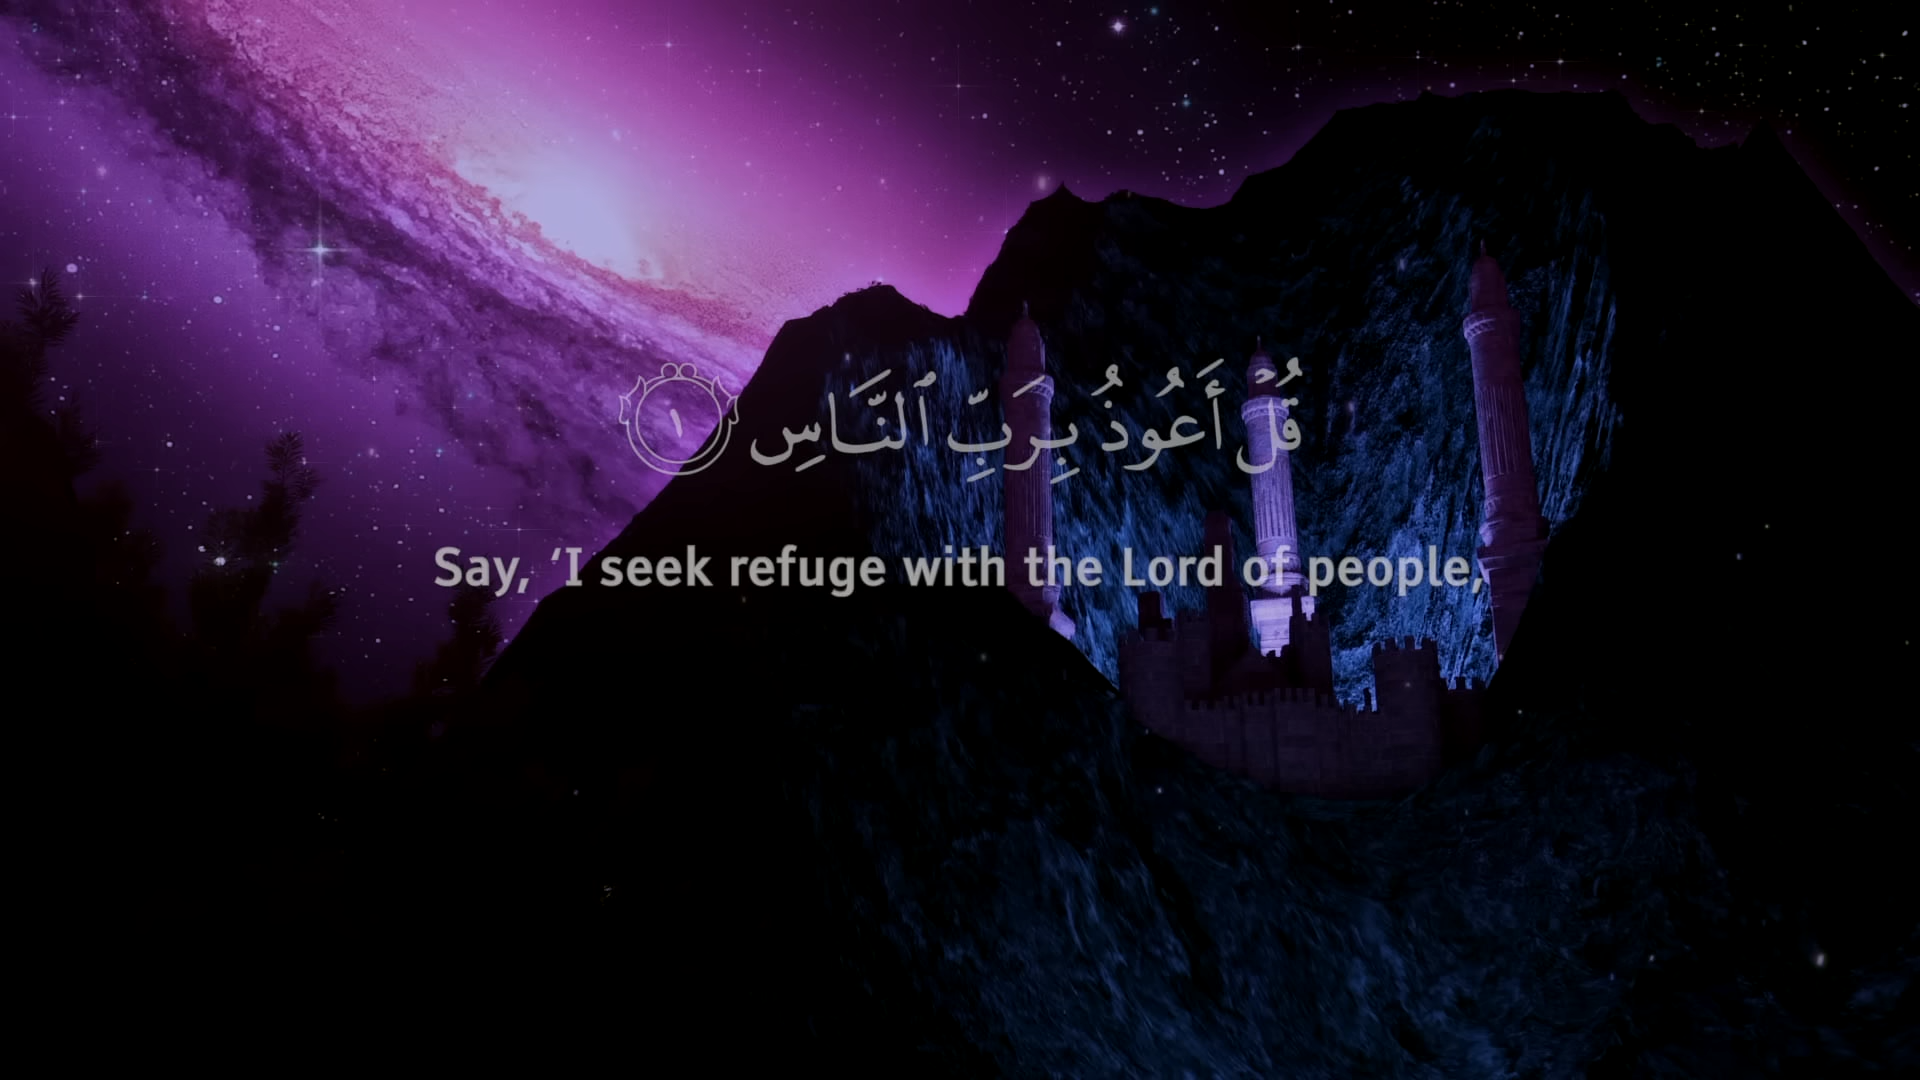 قُلْ أَعُوذُ بِرَبِّ ٱلنَّاسِ ١
Say, ‘I seek refuge with the Lord of people,